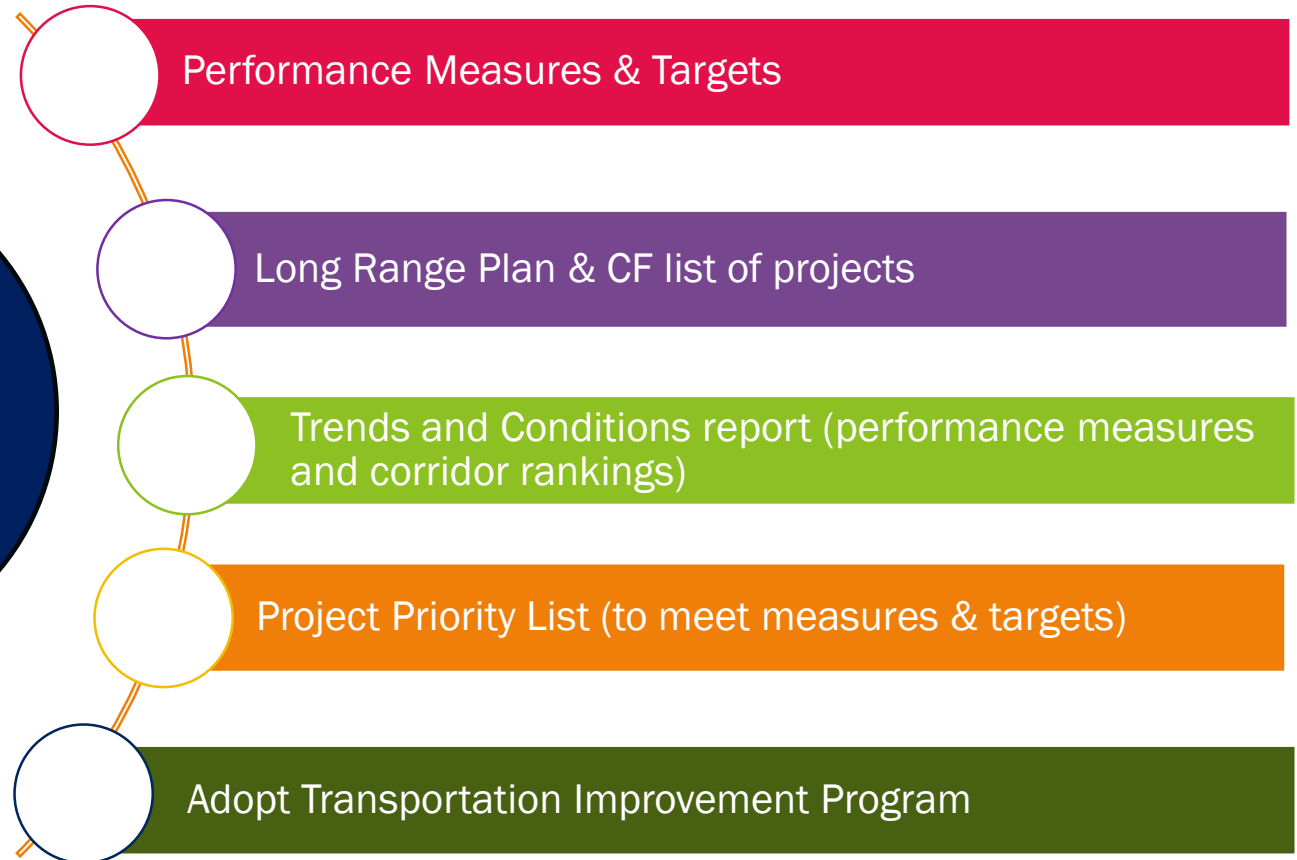 Performance Measures & Targets
Long Range Plan & CF list of projects
Trends and Conditions report (performance measures
and corridor rankings)
Project Priority List (to meet measures & targets)
Adopt Transportation Improvement Program